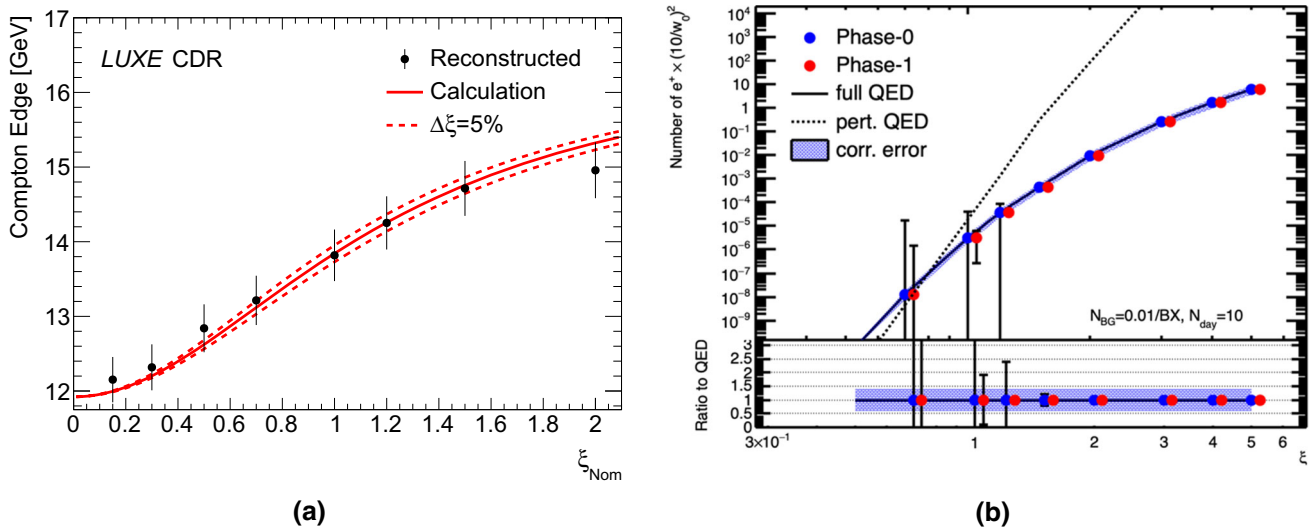 17
16
15
14
13
12
Compton Edge [GeV]
LUXE CDR
Reconstructed
Calculation
Δξ=5%
0 0.2 0.4 0.6 0.8 1 1.2 1.4 1.6 1.8 2
ξNom
(a)
Number of e⁺ × (10/w₀)²
10⁴
10³
10²
10
1
10⁻¹
10⁻²
10⁻³
10⁻⁴
10⁻⁵
10⁻⁶
10⁻⁷
10⁻⁸
10⁻⁹
Phase-0
Phase-1
full QED
pert. QED
corr. error
N_BG=0.01/BX, N_day=10
Ratio to QED
3
2.5
2
1.5
1
0.5
0
3×10⁻¹ 1 2 3 4 5 6
ξ
(b)